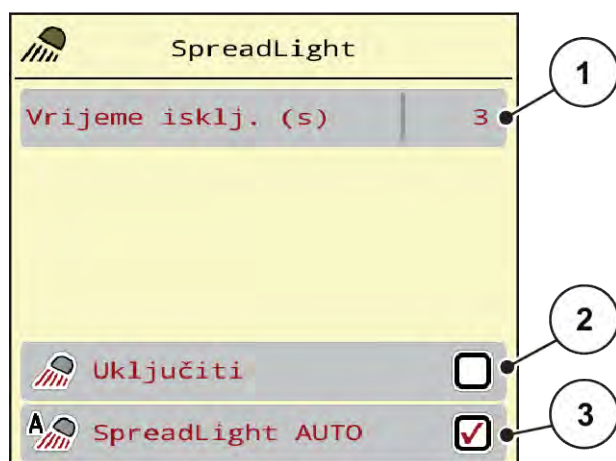 SpreadLight
Vrijeme isklj. (s) 3
1
Uključiti
2
A
SpreadLight AUTO
3